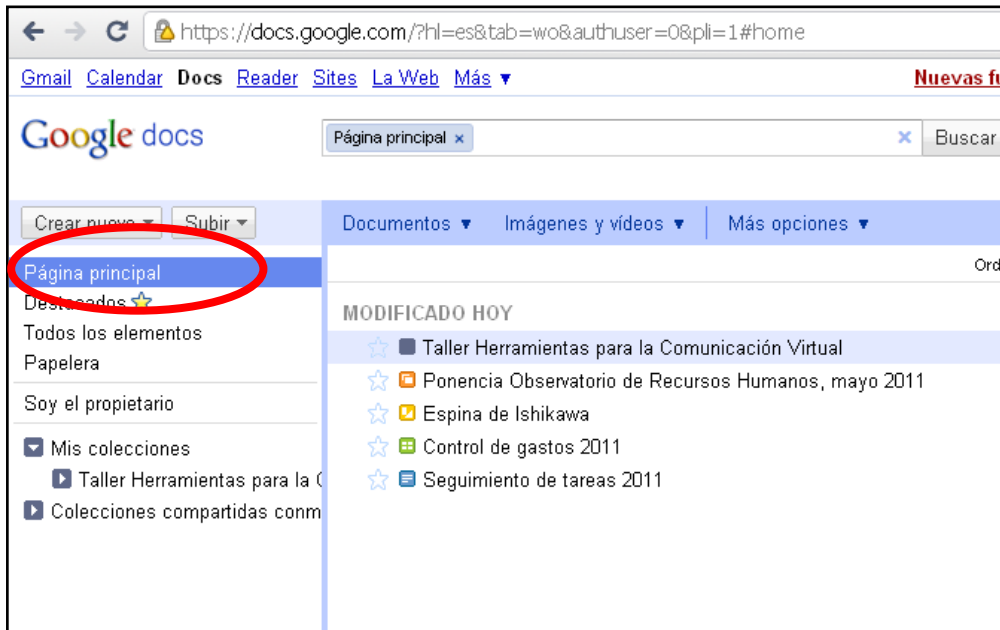 https://docs.google.com/?hl=es&tab=wo&authuser=0&pli=1#home
Gmail Calendar Docs Reader Sites La Web Más ▼ Nuevas
Google docs
Página principal × × Buscar
Crear nuevo Subir
Documentos ▼ Imágenes y vídeos ▼ Más opciones ▼
Página principal
Destacados
Todos los elementos
Papelera
Soy el propietario
Mis colecciones
Taller Herramientas para la
Colecciones compartidas
Ord
MODIFICADO HOY
Taller Herramientas para la Comunicación Virtual
Ponencia Observatorio de Recursos Humanos, mayo 2011
Espina de Ishikawa
Control de gastos 2011
Seguimiento de tareas 2011